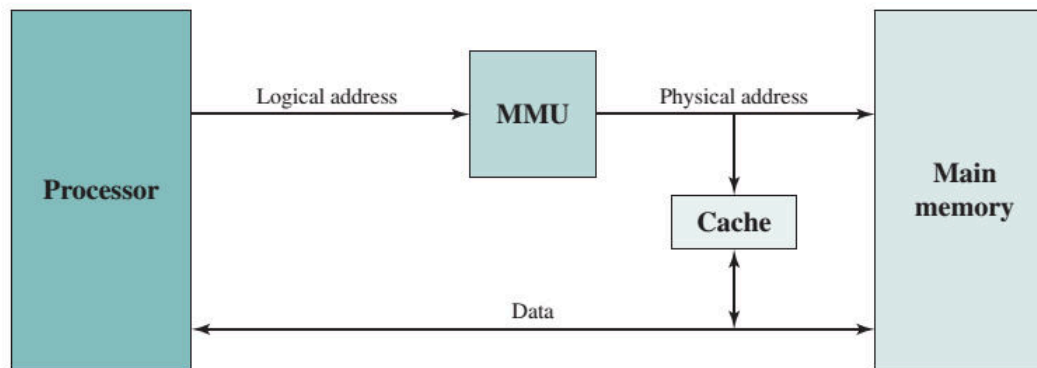 Logical address
Physical address
MMU
Processor
Main
memory
Cache
Data